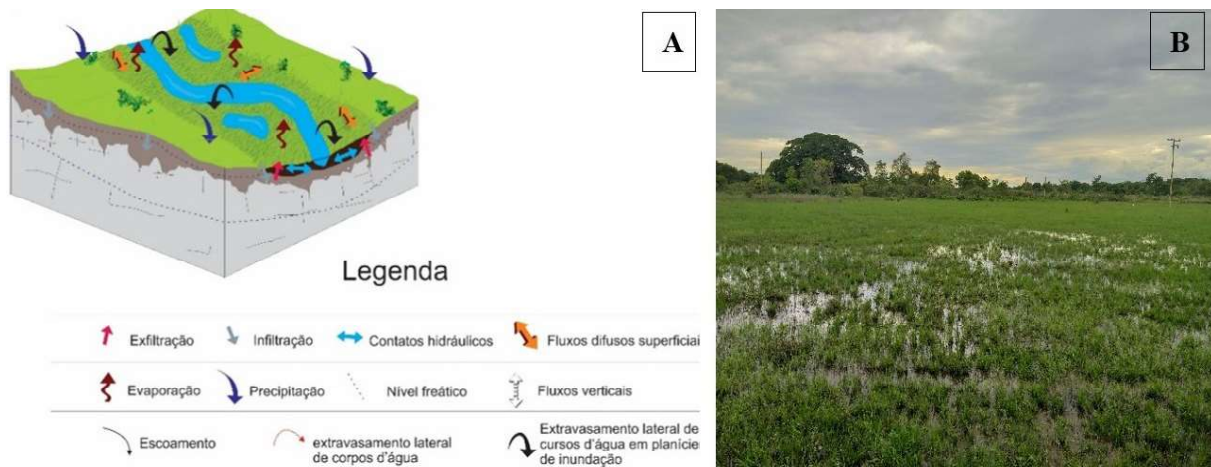 A
B
Legenda
Exfiltração
Infiltração
Contatos hidráulicos
Fluxos difusos superficiai
Evaporação
Precipitação
Nível freático
Fluxos verticais
Escoamento
extravasamento lateral
de corpos d'água
Extravasamento lateral de
cursos d'água em planície
de inundação